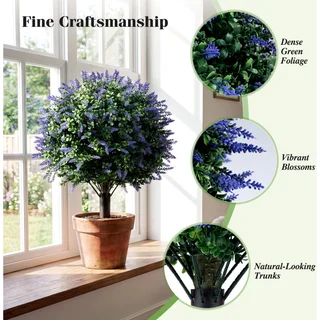 Fine Craftsmanship
Dense
Green
Foliage
Vibrant
Blossoms
Natural-Looking
Trunks